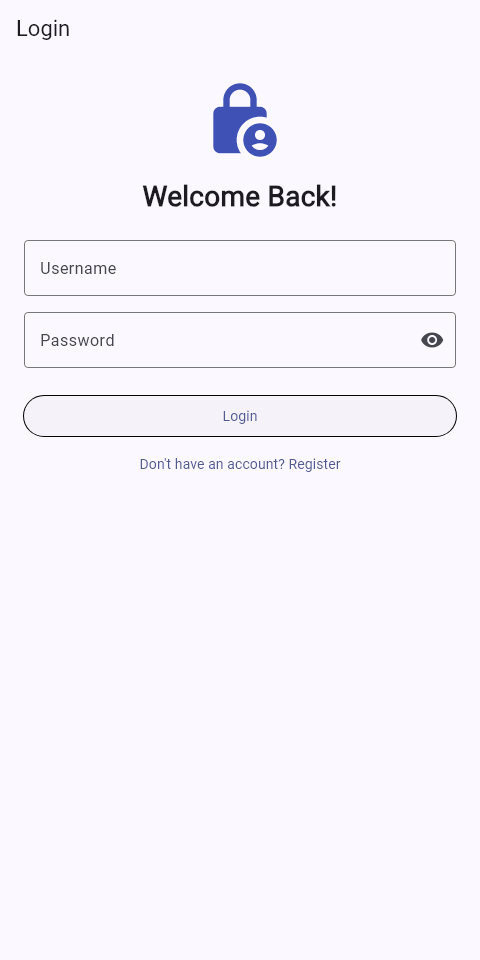 Login
Welcome Back!
Username
Password
Login
Don't have an account? Register